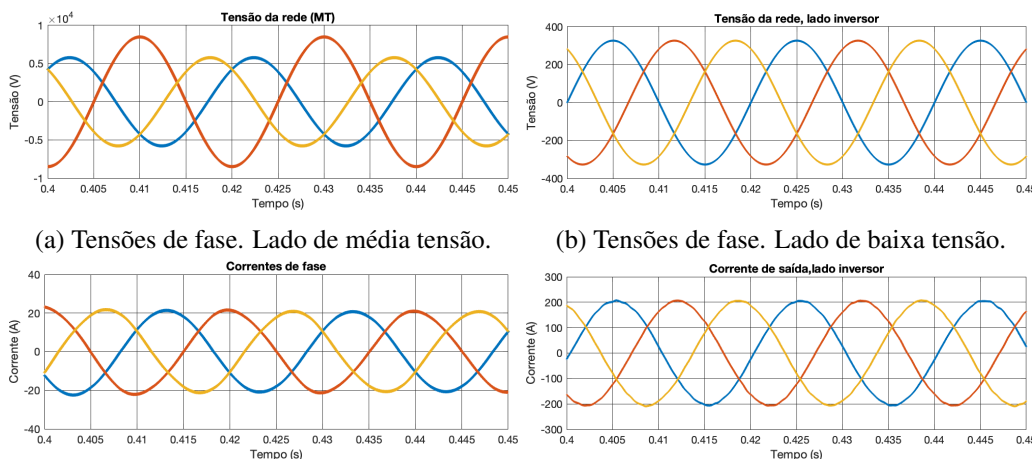 Tensão da rede (MT)
×10⁴
1
0.5
0
-0.5
-1
Tensão (V)
0.4 0.405 0.41 0.415 0.42 0.425 0.43 0.435 0.44 0.445 0.45
Tempo (s)
Tensão da rede, lado inversor
400
200
0
-200
-400
Tensão (V)
0.4 0.405 0.41 0.415 0.42 0.425 0.43 0.435 0.44 0.445 0.45
Tempo (s)
(a) Tensões de fase. Lado de média tensão.
(b) Tensões de fase. Lado de baixa tensão.
Correntes de fase
40
20
0
-20
-40
Corrente (A)
0.4 0.405 0.41 0.415 0.42 0.425 0.43 0.435 0.44 0.445 0.45
Tempo (s)
Corrente de saída,lado inversor
300
200
100
0
-100
-200
-300
Corrente (A)
0.4 0.405 0.41 0.415 0.42 0.425 0.43 0.435 0.44 0.445 0.45
Tempo (s)